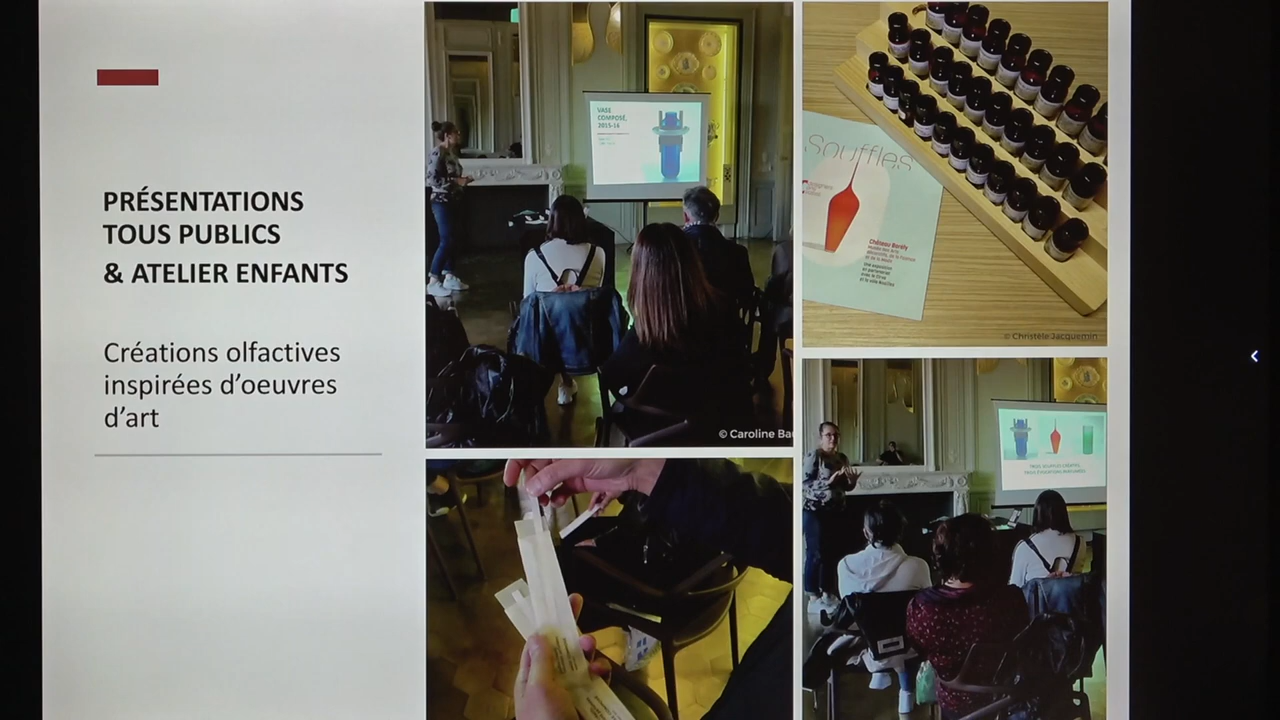 PRÉSENTATIONS
TOUS PUBLICS
& ATELIER ENFANTS
Créations olfactives
inspirées d’oeuvres
d’art
VASE
COMPOSÉ,
2015-16
© Caroline Bau
Souffles
Château Borély
© Christèle Jacquemin